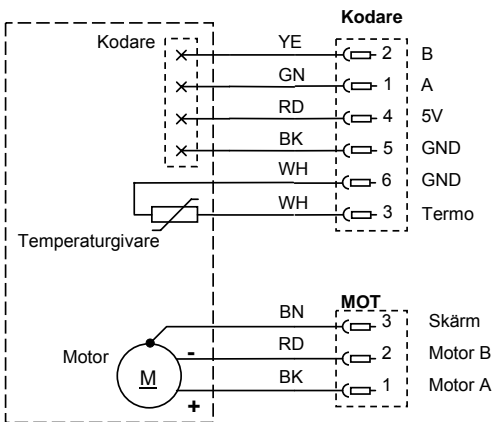 Kodare
Kodare
YE 2 B
GN 1 A
RD 4 5V
BK 5 GND
WH 6 GND
WH 3 Termo
Temperaturgivare
MOT
BN 3 Skärm
Motor RD - 2 Motor B
M
BK + 1 Motor A